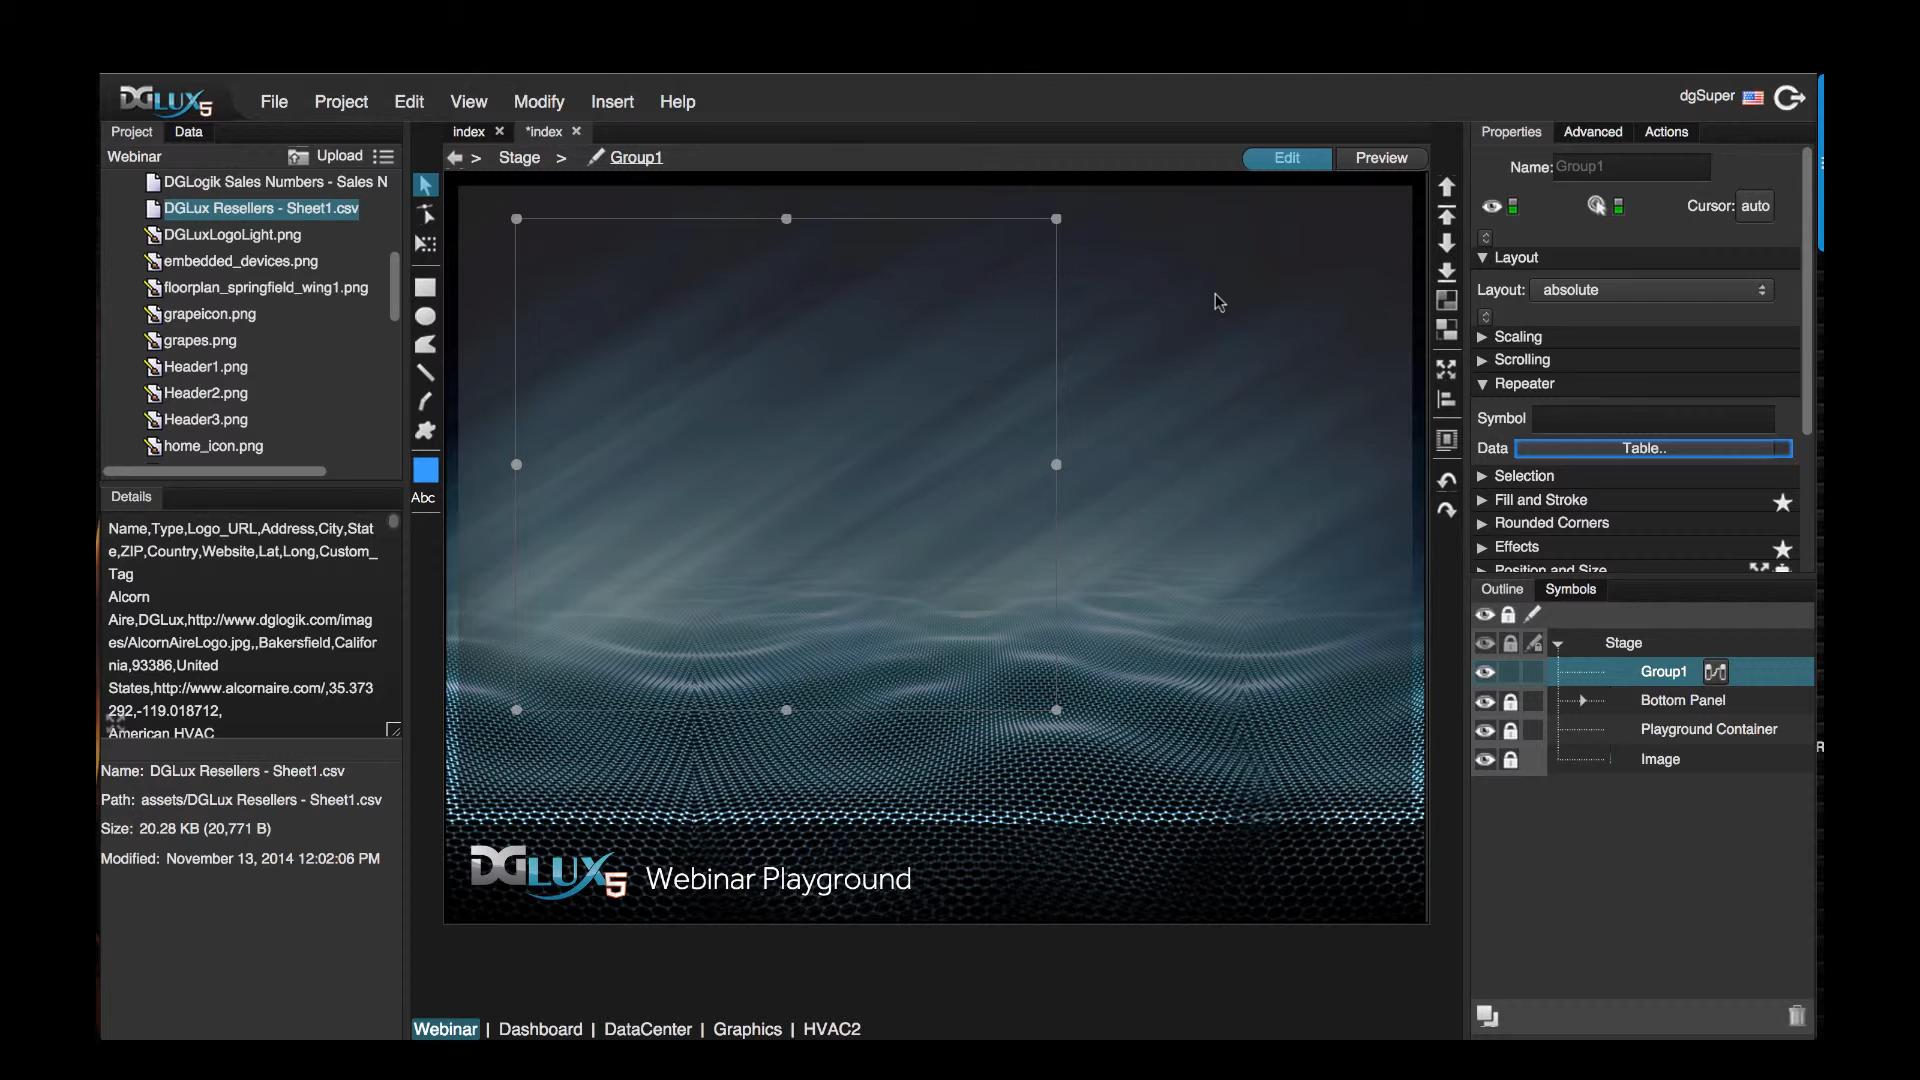 DGLUX5
File
Project
Edit
View
Modify
Insert
Help
dgSuper
Project
Data
index
*index
Properties
Advanced
Actions
Webinar
Upload
> Stage > Group1
Edit
Preview
DGLogik Sales Numbers - Sales N
DGLux Resellers - Sheet1.csv
DGLuxLogoLight.png
embedded_devices.png
floorplan_springfield_wing1.png
grapeicon.png
grapes.png
Header1.png
Header2.png
Header3.png
home_icon.png
Abc
Details
Name,Type,Logo_URL,Address,City,Stat
e,ZIP,Country,Website,Lat,Long,Custom_
Tag
Alcorn
Aire,DGLux,http://www.dglogik.com/imag
es/AlcornAireLogo.jpg,,Bakersfield,Califor
nia,93386,United
States,http://www.alcornaire.com/,35.373
292,-119.018712,
American HVAC
Name: DGLux Resellers - Sheet1.csv
Path: assets/DGLux Resellers - Sheet1.csv
Size: 20.28 KB (20,771 B)
Modified: November 13, 2014 12:02:06 PM
DGLUX5 Webinar Playground
Webinar | Dashboard | DataCenter | Graphics | HVAC2
Name: Group1
Cursor: auto
Layout
Layout: absolute
Scaling
Scrolling
Repeater
Symbol
Data Table..
Selection
Fill and Stroke
Rounded Corners
Effects
Position and Size
Outline
Symbols
Stage
Group1
Bottom Panel
Playground Container
Image
R